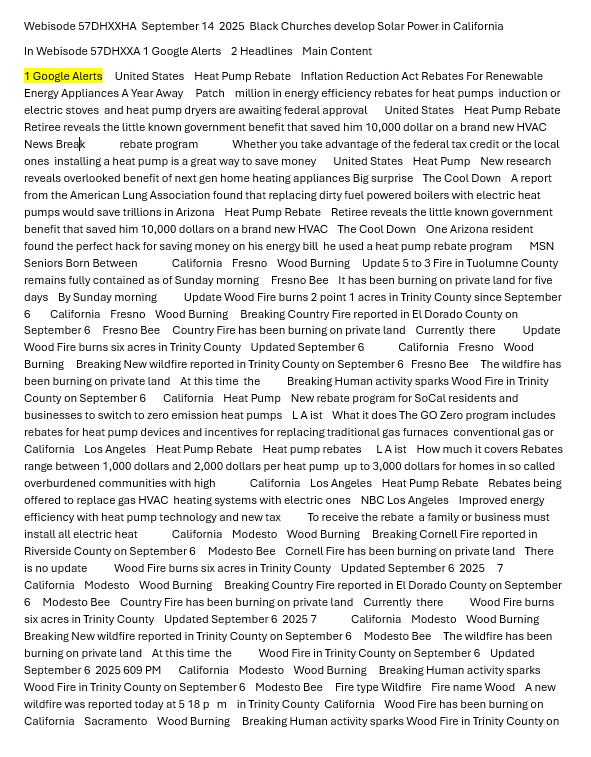 Webisode 57DHXXHA September 14 2025 Black Churches develop Solar Power in California
In Webisode 57DHXXA 1 Google Alerts 2 Headlines Main Content
1 Google Alerts United States Heat Pump Rebate Inflation Reduction Act Rebates For Renewable
Energy Appliances A Year Away Patch million in energy efficiency rebates for heat pumps induction or
electric stoves and heat pump dryers are awaiting federal approval United States Heat Pump Rebate
Retiree reveals the little known government benefit that saved him 10,000 dollar on a brand new HVAC
News Break rebate program Whether you take advantage of the federal tax credit or the local
ones installing a heat pump is a great way to save money United States Heat Pump New research
reveals overlooked benefit of next gen home heating appliances Big surprise The Cool Down A report
from the American Lung Association found that replacing dirty fuel powered boilers with electric heat
pumps would save trillions in Arizona Heat Pump Rebate Retiree reveals the little known government
benefit that saved him 10,000 dollars on a brand new HVAC The Cool Down One Arizona resident
found the perfect hack for saving money on his energy bill he used a heat pump rebate program MSN
Seniors Born Between California Fresno Wood Burning Update 5 to 3 Fire in Tuolumne County
remains fully contained as of Sunday morning Fresno Bee It has been burning on private land for five
days By Sunday morning Update Wood Fire burns 2 point 1 acres in Trinity County since September
6 California Fresno Wood Burning Breaking Country Fire reported in El Dorado County on
September 6 Fresno Bee Country Fire has been burning on private land Currently there Update
Wood Fire burns six acres in Trinity County Updated September 6 California Fresno Wood
Burning Breaking New wildfire reported in Trinity County on September 6 Fresno Bee The wildfire has
been burning on private land At this time the Breaking Human activity sparks Wood Fire in Trinity
County on September 6 California Heat Pump New rebate program for SoCal residents and
businesses to switch to zero emission heat pumps L A ist What it does The GO Zero program includes
rebates for heat pump devices and incentives for replacing traditional gas furnaces conventional gas or
California Los Angeles Heat Pump Rebate Heat pump rebates L A ist How much it covers Rebates
range between 1,000 dollars and 2,000 dollars per heat pump up to 3,000 dollars for homes in so called
overburdened communities with high California Los Angeles Heat Pump Rebate Rebates being
offered to replace gas HVAC heating systems with electric ones NBC Los Angeles Improved energy
efficiency with heat pump technology and new tax To receive the rebate a family or business must
install all electric heat California Modesto Wood Burning Breaking Cornell Fire reported in
Riverside County on September 6 Modesto Bee Cornell Fire has been burning on private land There
is no update Wood Fire burns six acres in Trinity County Updated September 6 2025 7
California Modesto Wood Burning Breaking Country Fire reported in El Dorado County on September
6 Modesto Bee Country Fire has been burning on private land Currently there Wood Fire burns
six acres in Trinity County Updated September 6 2025 7 California Modesto Wood Burning
Breaking New wildfire reported in Trinity County on September 6 Modesto Bee The wildfire has been
burning on private land At this time the Wood Fire in Trinity County on September 6 Updated
September 6 2025 609 PM California Modesto Wood Burning Breaking Human activity sparks
Wood Fire in Trinity County on September 6 Modesto Bee Fire type Wildfire Fire name Wood A new
wildfire was reported today at 5 18 p m in Trinity County California Wood Fire has been burning on
California Sacramento Wood Burning Breaking Human activity sparks Wood Fire in Trinity County on